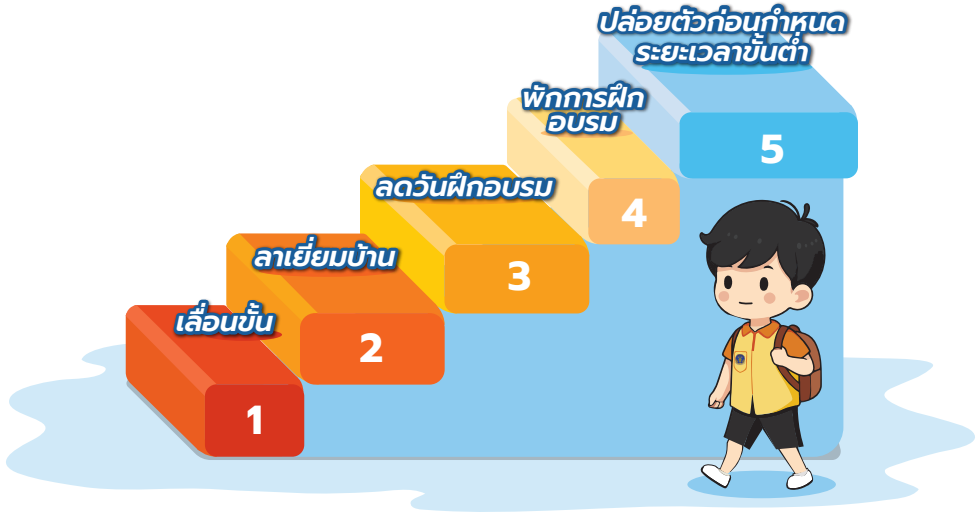 ปล่อยตัวก่อนกำหนด
ระยะเวลาขั้นต่ำ
พักการฝึก
อบรม
5
ลดวันฝึกอบรม
4
ลาเยี่ยมบ้าน
3
เลื่อนขั้น
2
1